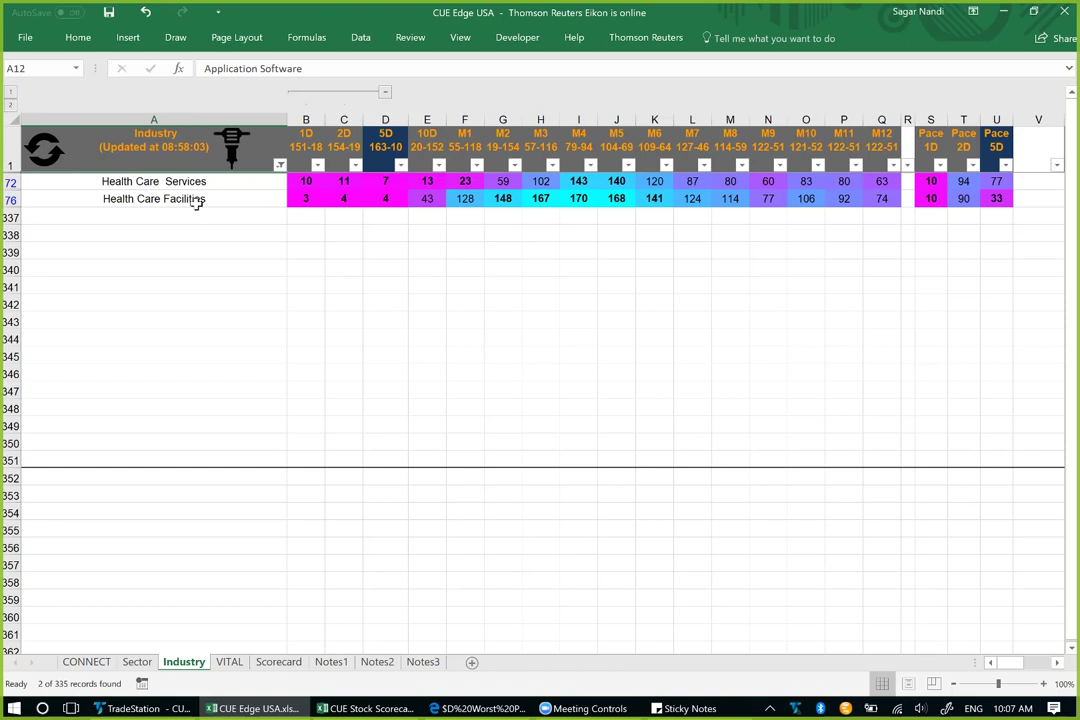 AutoSave Off CUE Edge USA - Thomson Reuters Eikon is online Sagar Nandi
File Home Insert Draw Page Layout Formulas Data Review View Developer Help Thomson Reuters Tell me what you want to do Share
A12 fx Application Software
1
2
A B C D E F G H I J K L M N O P Q R S T U V
Industry 1D 2D 5D 10D M1 M2 M3 M4 M5 M6 M7 M8 M9 M10 M11 M12 Pace Pace Pace
(Updated at 08:58:03) 151-18 154-19 163-10 20-152 55-118 19-154 57-116 79-94 104-69 109-64 127-46 114-59 122-51 121-52 122-51 122-51 1D 2D 5D
1
72 Health Care Services 10 11 7 13 23 59 102 143 140 120 87 80 60 83 80 63 10 94 77
76 Health Care Facilities 3 4 4 43 128 148 167 170 168 141 124 114 77 106 92 74 10 90 33
337
338
339
340
341
342
343
344
345
346
347
348
349
350
351
352
353
354
355
356
357
358
359
360
361
362
CONNECT Sector Industry VITAL Scorecard Notes1 Notes2 Notes3
Ready 2 of 335 records found 100%
TradeStation - CU... CUE Edge USA.xls... CUE Stock Scoreca... $D%20Worst%20P... Meeting Controls Sticky Notes ENG 10:07 AM